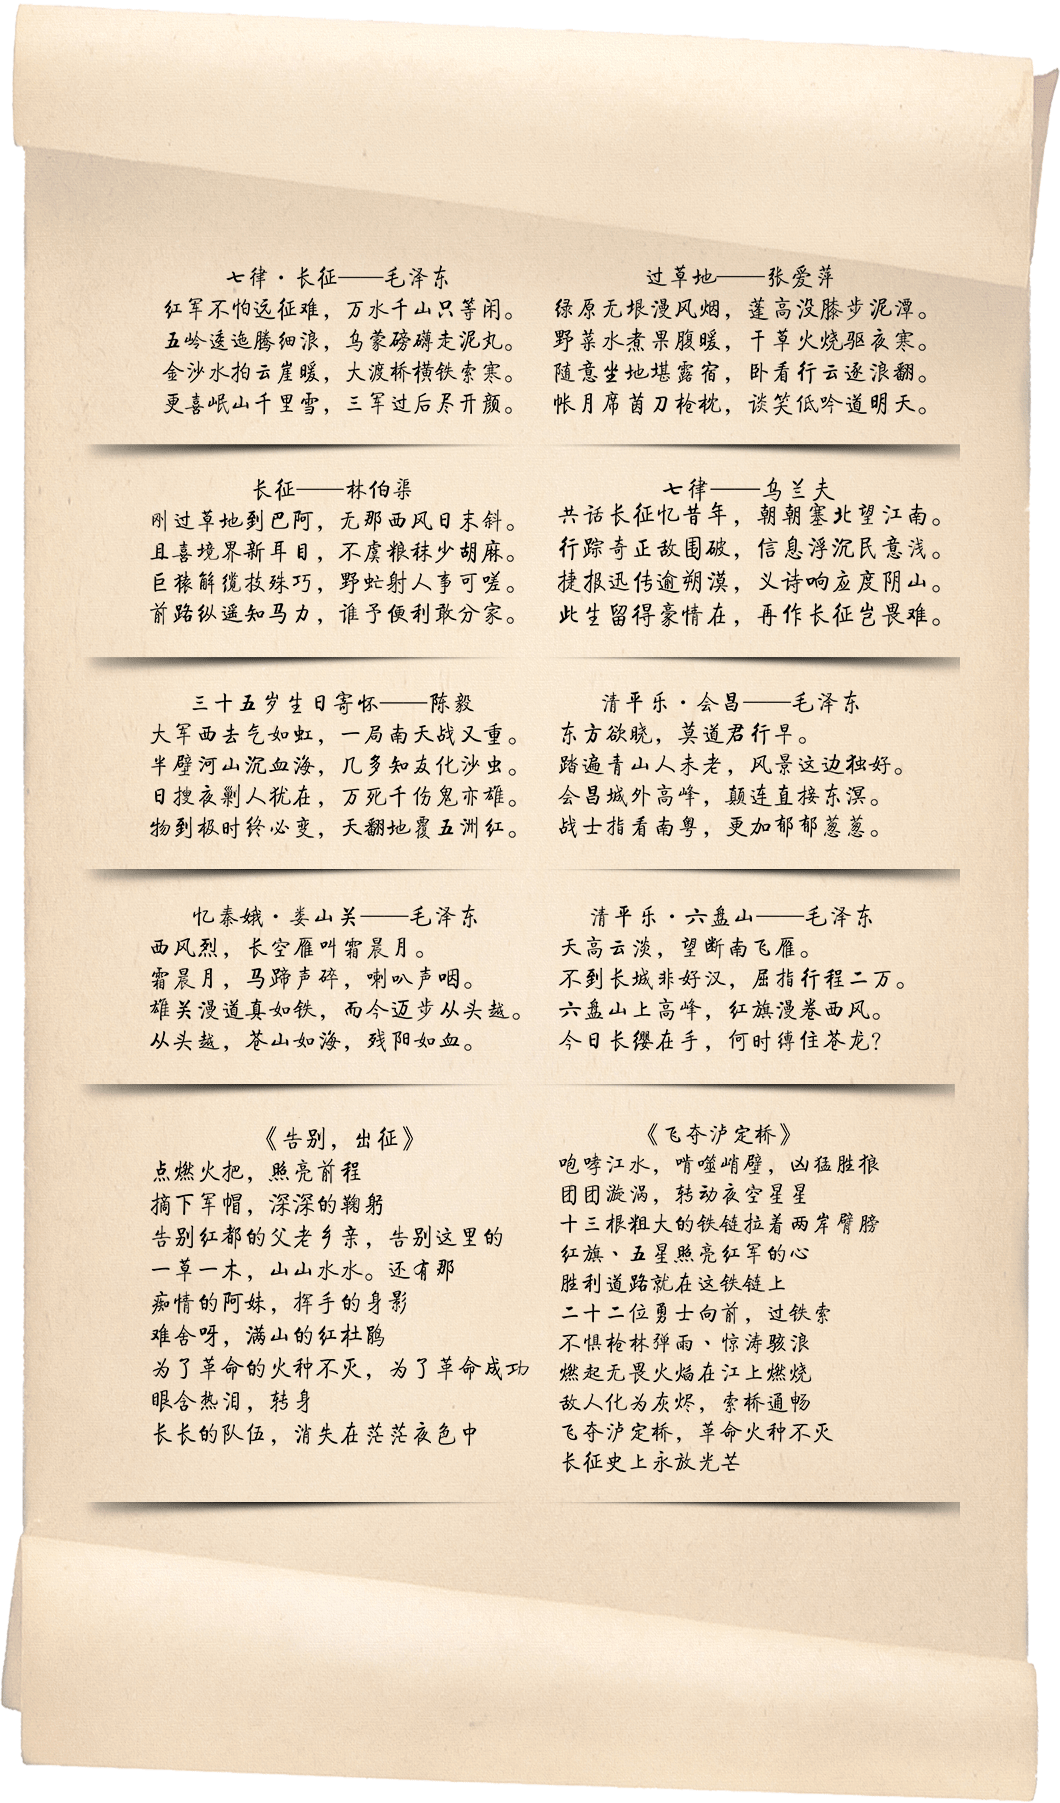 七律·长征——毛泽东
红军不怕远征难，万水千山只等闲。
五岭逶迤腾细浪，乌蒙磅礴走泥丸。
金沙水拍云崖暖，大渡桥横铁索寒。
更喜岷山千里雪，三军过后尽开颜。
过草地——张爱萍
绿原无垠漫风烟，蓬高没膝步泥潭。
野菜水煮果腹暖，干草火烧驱夜寒。
随意坐地堪露宿，卧看行云逐浪翻。
帐月席茵刀枪枕，谈笑低吟道明天。
长征——林伯渠
刚过草地到巴阿，无那西风日末斜。
且喜境界新耳目，不虞粮秣少胡麻。
巨猿解缆技殊巧，野虻射人事可嗟。
前路纵遥知马力，谁予便利敢分家。
七律——乌兰夫
共话长征忆昔年，朝朝塞北望江南。
行踪奇正敌围破，信息浮沉民意浅。
捷报迅传逾朔漠，义诗响应度阴山。
此生留得豪情在，再作长征岂畏难。
三十五岁生日寄怀——陈毅
大军西去气如虹，一局南天战又重。
半壁河山沉血海，几多知友化沙虫。
日搜夜剿人犹在，万死千伤鬼亦雄。
物到极时终必变，天翻地覆五洲红。
清平乐·会昌——毛泽东
东方欲晓，莫道君行早。
踏遍青山人未老，风景这边独好。
会昌城外高峰，颠连直接东溟。
战士指看南粤，更加郁郁葱葱。
忆秦娥·娄山关——毛泽东
西风烈，长空雁叫霜晨月。
霜晨月，马蹄声碎，喇叭声咽。
雄关漫道真如铁，而今迈步从头越。
从头越，苍山如海，残阳如血。
清平乐·六盘山——毛泽东
天高云淡，望断南飞雁。
不到长城非好汉，屈指行程二万。
六盘山上高峰，红旗漫卷西风。
今日长缨在手，何时缚住苍龙？
《告别，出征》
点燃火把，照亮前程
摘下军帽，深深的鞠躬
告别红都的父老乡亲，告别这里的
一草一木，山山水水。还有那
痴情的阿妹，挥手的身影
难舍呀，满山的红杜鹃
为了革命的火种不灭，为了革命成功
眼含热泪，转身
长长的队伍，消失在茫茫夜色中
《飞夺泸定桥》
咆哮江水，啃噬峭壁，凶猛胜狼
团团漩涡，转动夜空星星
十三根粗大的铁链拉着两岸臂膀
红旗、五星照亮红军的心
胜利道路就在这铁链上
二十二位勇士向前，过铁索
不惧枪林弹雨、惊涛骇浪
燃起无畏火焰在江上燃烧
敌人化为灰烬，索桥通畅
飞夺泸定桥，革命火种不灭
长征史上永放光芒